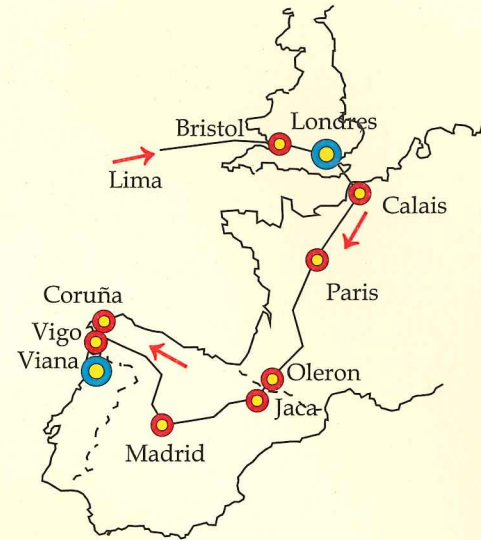 Bristol
Londres
Lima
Calais
Paris
Coruña
Vigo
Viana
Oleron
Jaca
Madrid